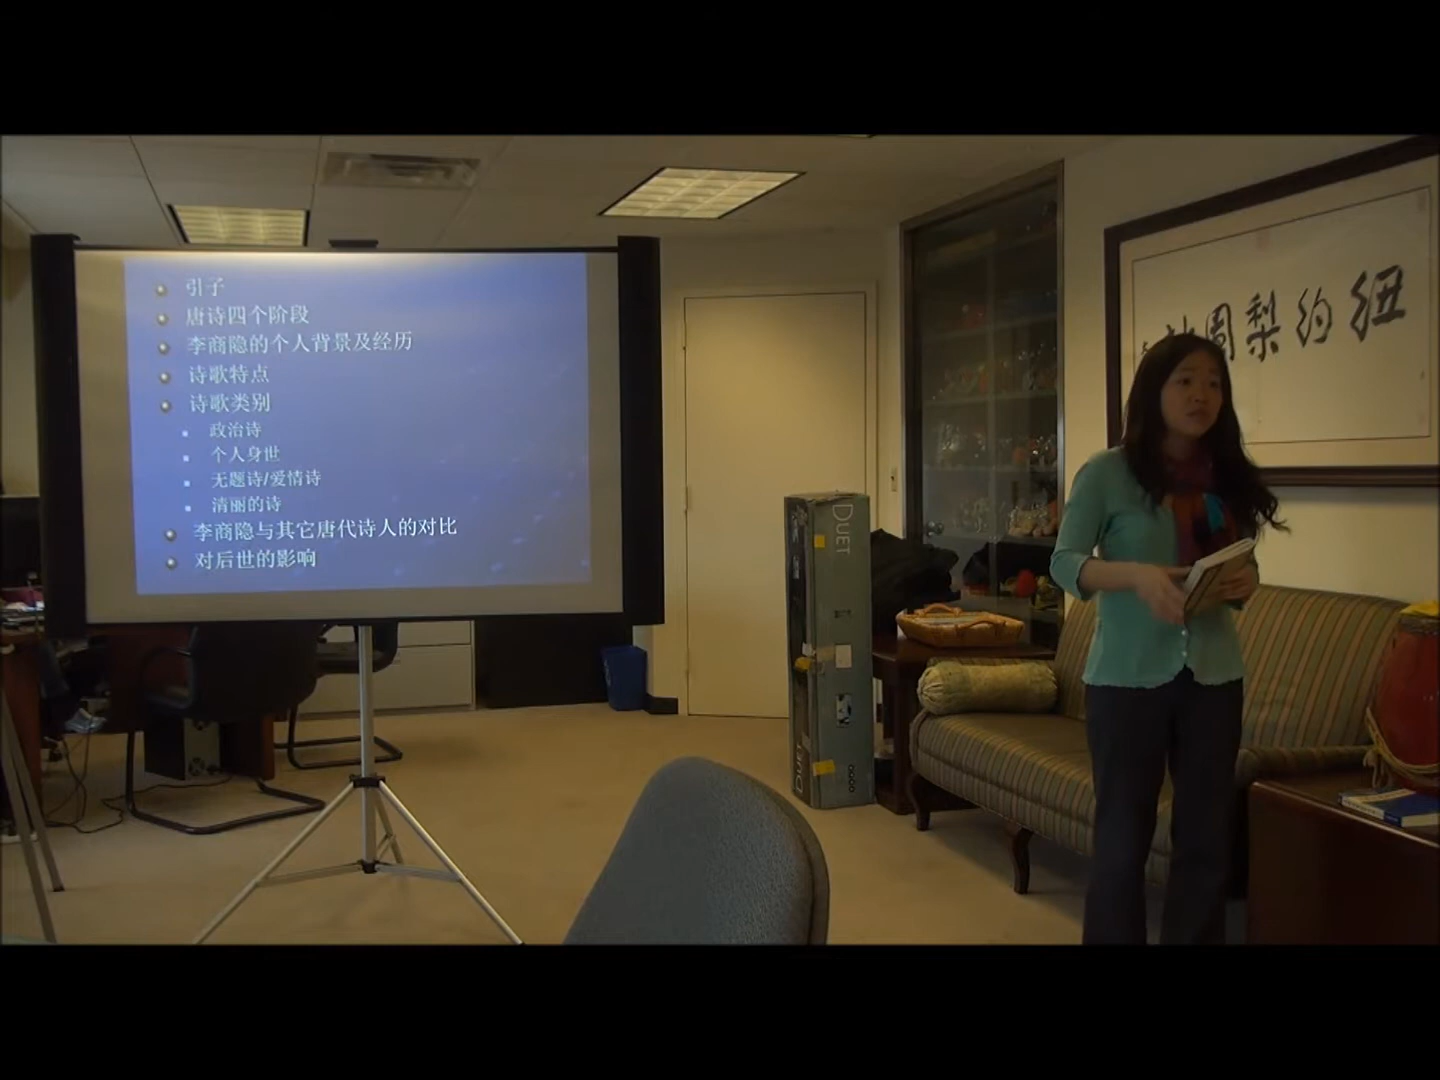 引子
唐诗四个阶段
李商隐的个人背景及经历
诗歌特点
诗歌类别
政治诗
个人身世
无题诗/爱情诗
清丽的诗
李商隐与其它唐代诗人的对比
对后世的影响
紐約梨園
DUET